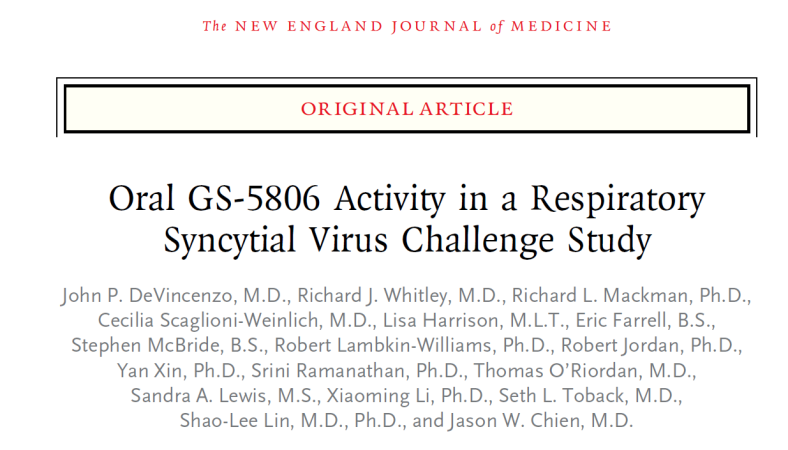 The NEW ENGLAND JOURNAL of MEDICINE
ORIGINAL ARTICLE
Oral GS-5806 Activity in a Respiratory
Syncytial Virus Challenge Study
John P. DeVincenzo, M.D., Richard J. Whitley, M.D., Richard L. Mackman, Ph.D.,
Cecilia Scaglioni-Weinlich, M.D., Lisa Harrison, M.L.T., Eric Farrell, B.S.,
Stephen McBride, B.S., Robert Lambkin-Williams, Ph.D., Robert Jordan, Ph.D.,
Yan Xin, Ph.D., Srini Ramanathan, Ph.D., Thomas O’Riordan, M.D.,
Sandra A. Lewis, M.S., Xiaoming Li, Ph.D., Seth L. Toback, M.D.,
Shao-Lee Lin, M.D., Ph.D., and Jason W. Chien, M.D.